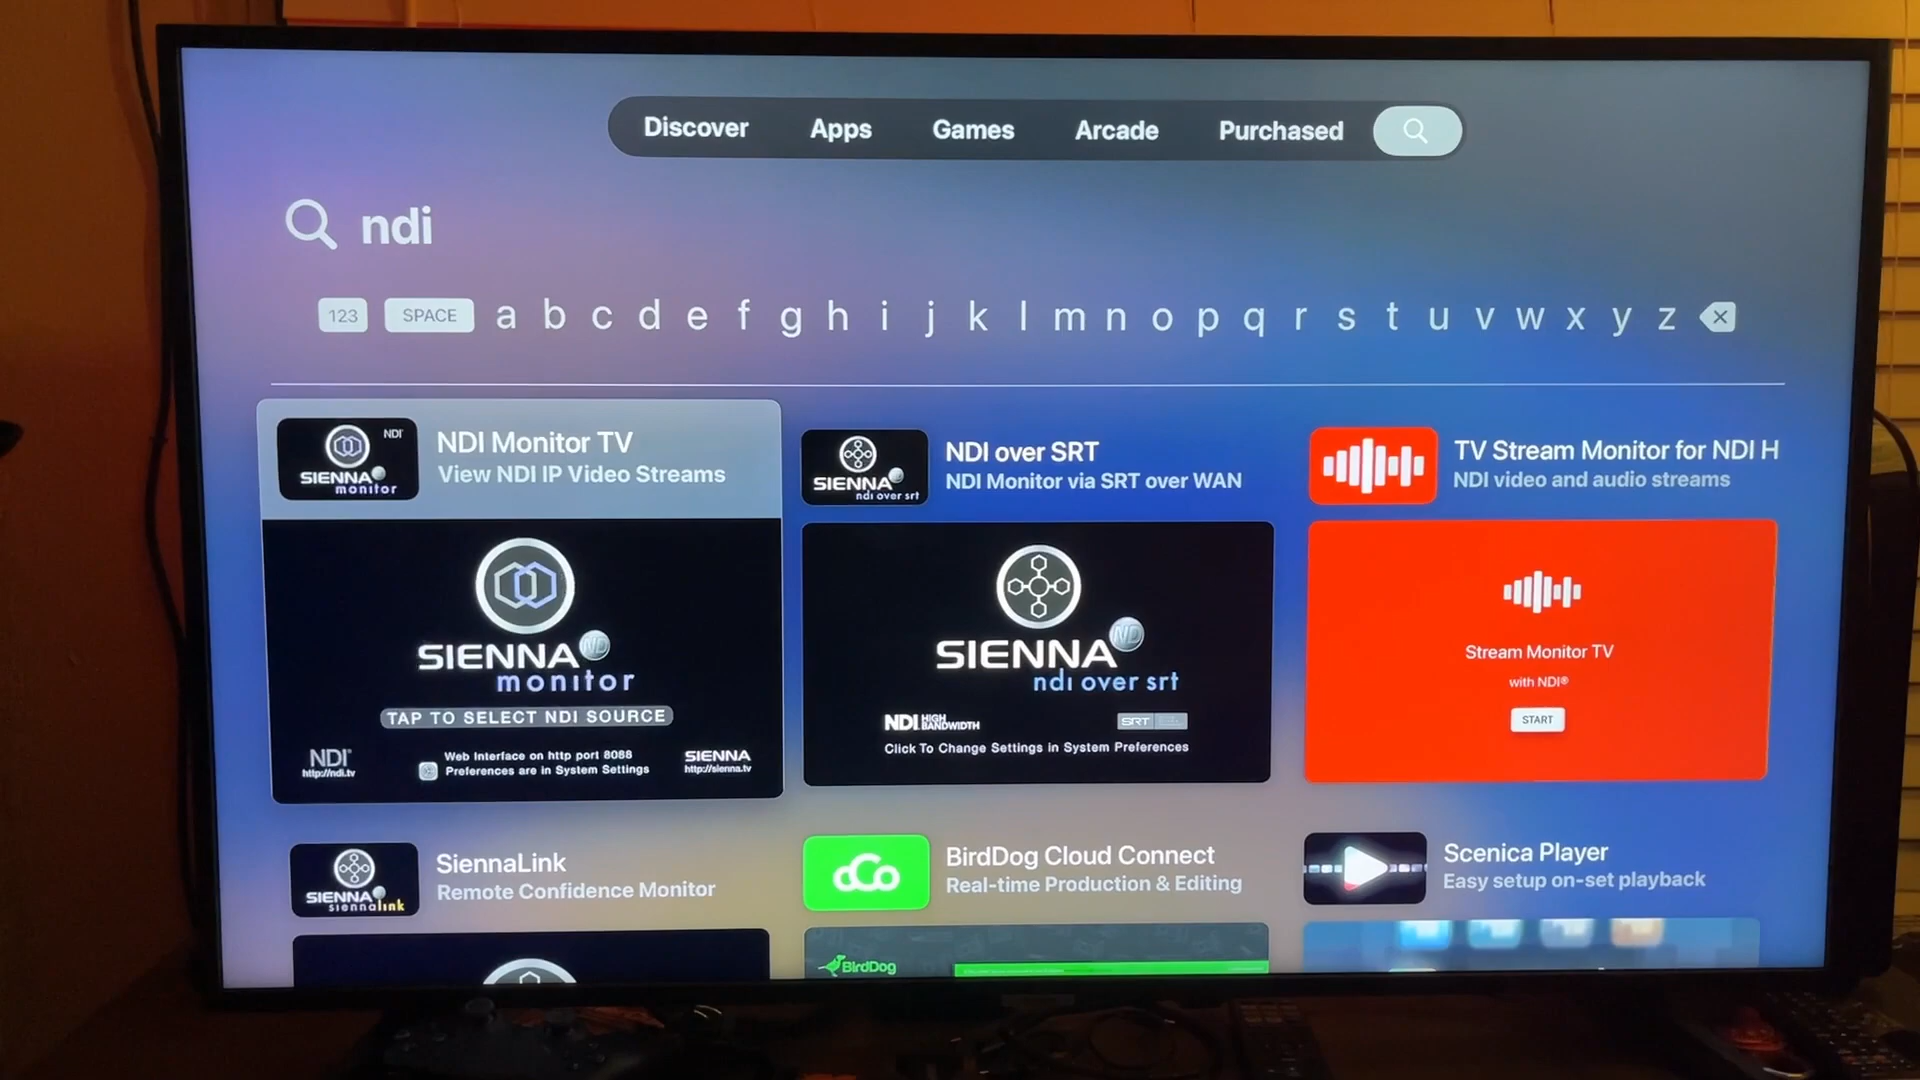 Discover Apps Games Arcade Purchased
ndi
123 SPACE a b c d e f g h i j k l m n o p q r s t u v w x y z
NDI Monitor TV
View NDI IP Video Streams
NDI
SIENNA
monitor
SIENNA ND
monitor
TAP TO SELECT NDI SOURCE
NDI
http://ndi.tv
Web Interface on http port 8088
Preferences are in System Settings
SIENNA
http://sienna.tv
NDI over SRT
NDI Monitor via SRT over WAN
SIENNA
ndi over srt
SIENNA ND
ndi over srt
NDI HIGH BANDWIDTH
SRT
Click To Change Settings in System Preferences
TV Stream Monitor for NDI H
NDI video and audio streams
Stream Monitor TV
with NDI®
START
SiennaLink
Remote Confidence Monitor
SIENNA
siennalink
BirdDog Cloud Connect
Real-time Production & Editing
BirdDog
Scenica Player
Easy setup on-set playback